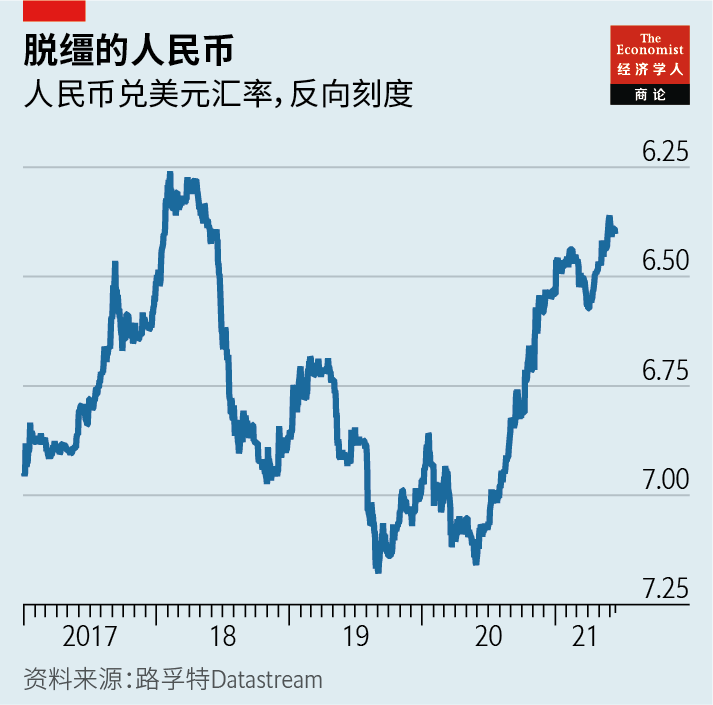 脱缰的人民币
人民币兑美元汇率，反向刻度
The
Economist
经济学人
商论
6.25
6.50
6.75
7.00
7.25
2017 18 19 20 21
资料来源：路孚特Datastream